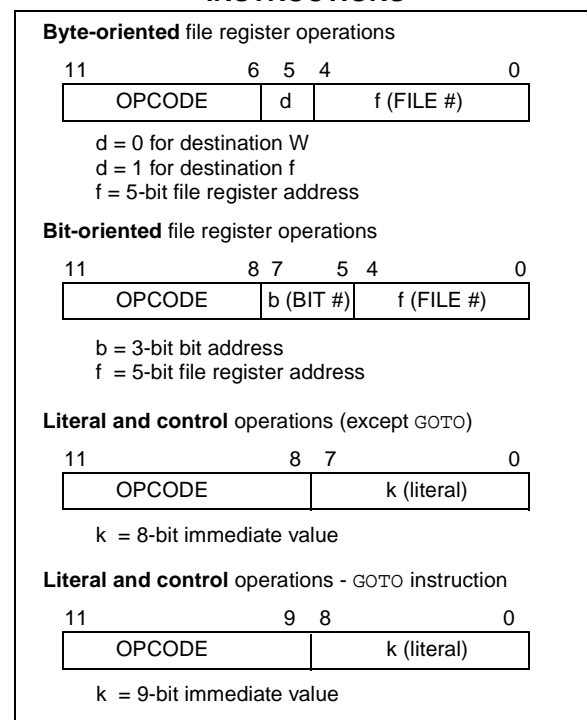 INSTRUCTIONS
Byte-oriented file register operations
11 6 5 4 0
OPCODE d f (FILE #)
d = 0 for destination W
d = 1 for destination f
f = 5-bit file register address
Bit-oriented file register operations
11 8 7 5 4 0
OPCODE b (BIT #) f (FILE #)
b = 3-bit bit address
f = 5-bit file register address
Literal and control operations (except GOTO)
11 8 7 0
OPCODE k (literal)
k = 8-bit immediate value
Literal and control operations - GOTO instruction
11 9 8 0
OPCODE k (literal)
k = 9-bit immediate value